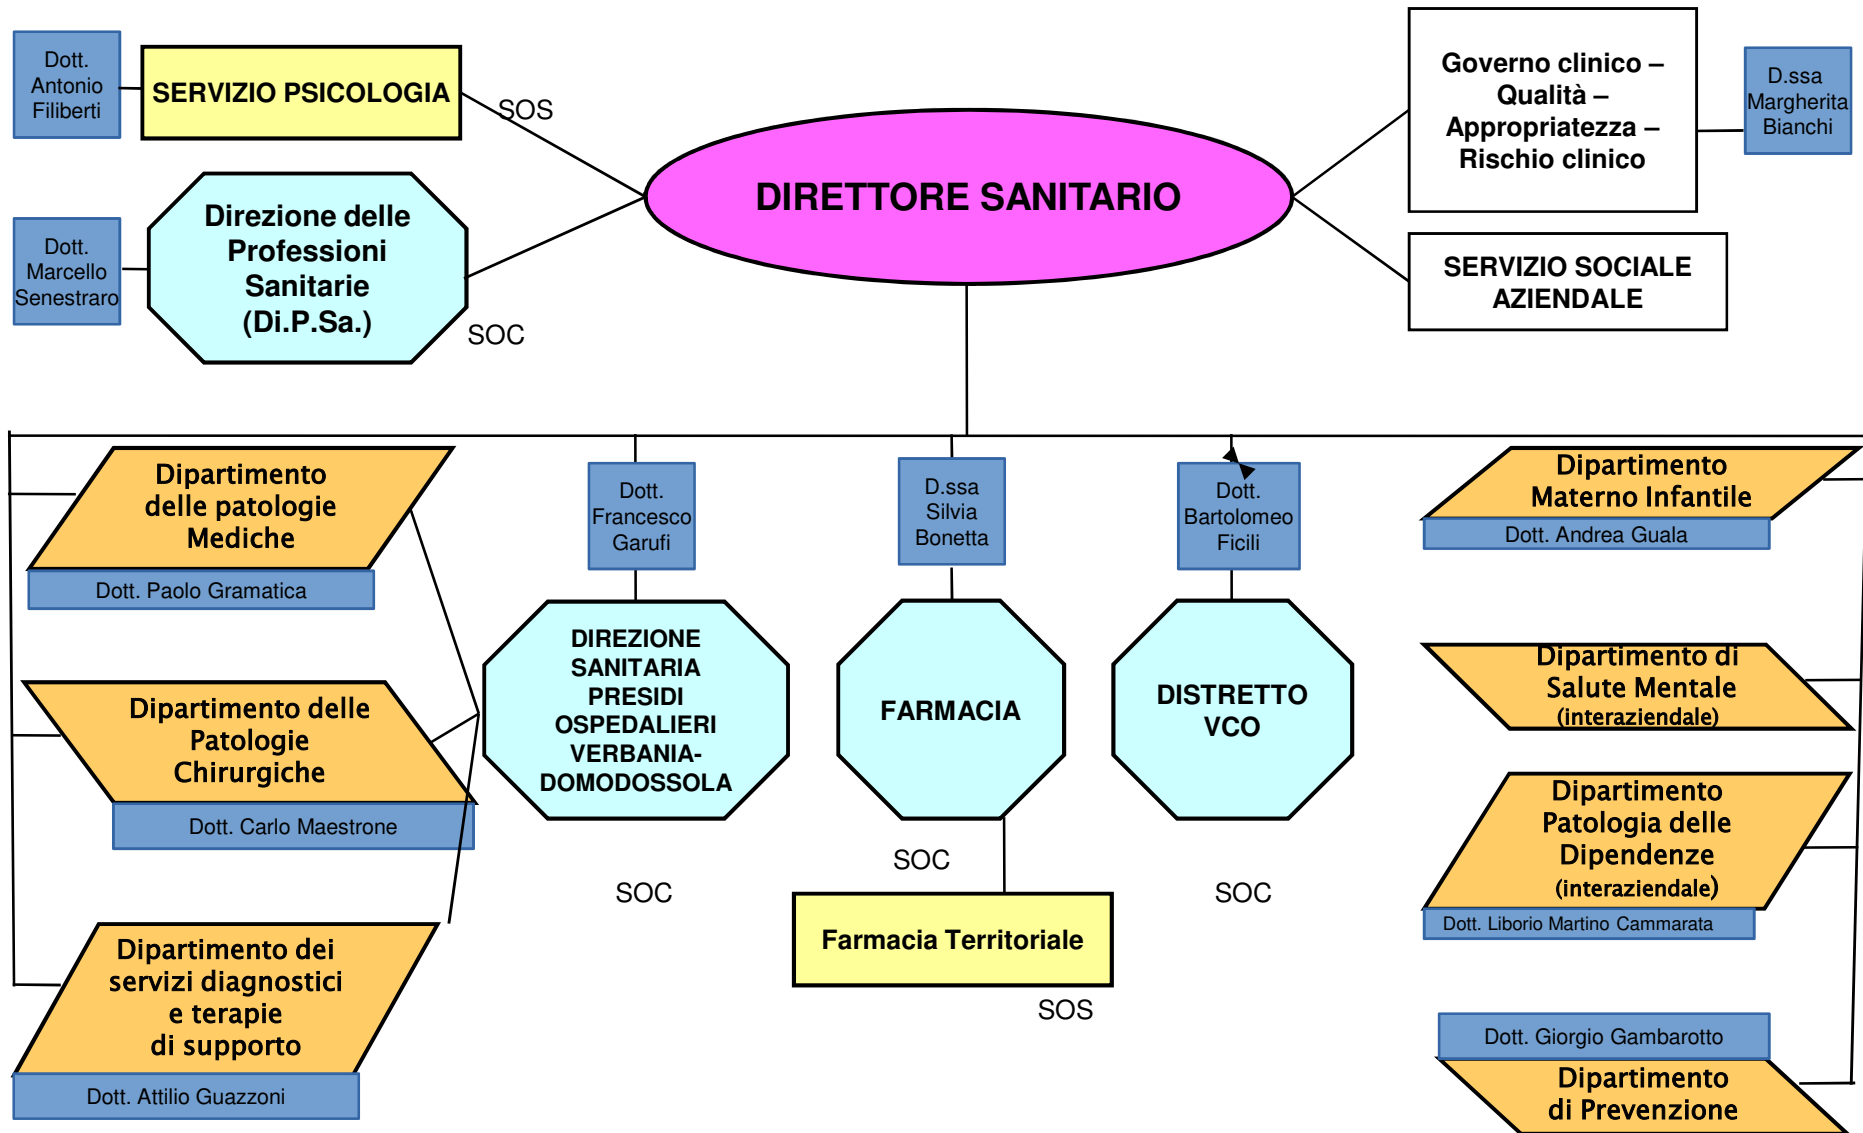 Dott.
Antonio
Filiberti
SERVIZIO PSICOLOGIA
SOS
DIRETTORE SANITARIO
Governo clinico –
Qualità –
Appropriatezza –
Rischio clinico
D.ssa
Margherita
Bianchi
Dott.
Marcello
Senestraro
Direzione delle
Professioni
Sanitarie
(Di.P.Sa.)
SOC
SERVIZIO SOCIALE
AZIENDALE
Dipartimento
delle patologie
Mediche
Dott. Paolo Gramatica
Dott.
Francesco
Garufi
D.ssa
Silvia
Bonetta
Dott.
Bartolomeo
Ficili
Dipartimento
Materno Infantile
Dott. Andrea Guala
Dipartimento delle
Patologie
Chirurgiche
Dott. Carlo Maestrone
DIREZIONE
SANITARIA
PRESIDI
OSPEDALIERI
VERBANIA-
DOMODOSSOLA
SOC
FARMACIA
SOC
DISTRETTO
VCO
SOC
Dipartimento di
Salute Mentale
(interaziendale)
Dipartimento
Patologia delle
Dipendenze
(interaziendale)
Dott. Liborio Martino Cammarata
Dipartimento dei
servizi diagnostici
e terapie
di supporto
Dott. Attilio Guazzoni
Farmacia Territoriale
SOS
Dott. Giorgio Gambarotto
Dipartimento
di Prevenzione